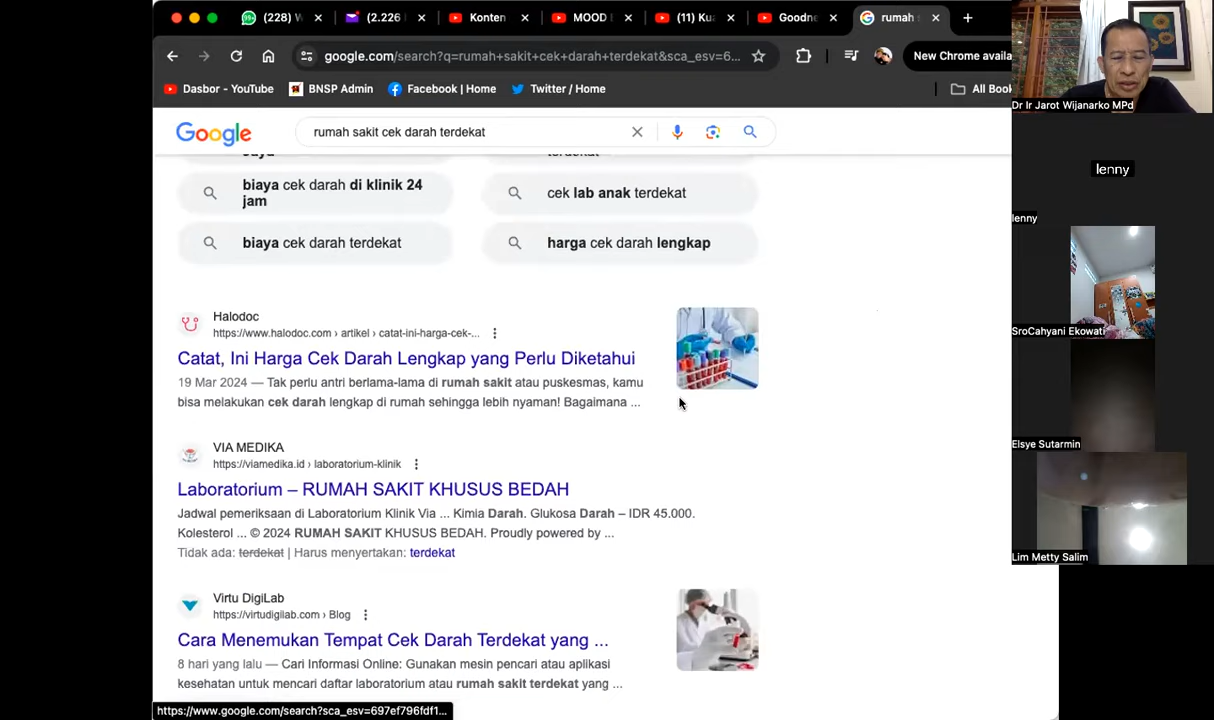 (228) W
(2.226
Konten
MOOD I
(11) Kua
Goodne
rumah s
google.com/search?q=rumah+sakit+cek+darah+terdekat&sca_esv=6...
New Chrome availa
Dasbor - YouTube
BNSP Admin
Facebook | Home
Twitter / Home
All Book
Google
rumah sakit cek darah terdekat
terdekat
biaya cek darah di klinik 24
jam
cek lab anak terdekat
biaya cek darah terdekat
harga cek darah lengkap
Halodoc
https://www.halodoc.com › artikel › catat-ini-harga-cek-...
Catat, Ini Harga Cek Darah Lengkap yang Perlu Diketahui
19 Mar 2024 — Tak perlu antri berlama-lama di rumah sakit atau puskesmas, kamu
bisa melakukan cek darah lengkap di rumah sehingga lebih nyaman! Bagaimana ...
VIA MEDIKA
https://viamedika.id › laboratorium-klinik
Laboratorium – RUMAH SAKIT KHUSUS BEDAH
Jadwal pemeriksaan di Laboratorium Klinik Via ... Kimia Darah. Glukosa Darah – IDR 45.000.
Kolesterol ... © 2024 RUMAH SAKIT KHUSUS BEDAH. Proudly powered by ...
Tidak ada: terdekat | Harus menyertakan: terdekat
Virtu DigiLab
https://virtudigilab.com › Blog
Cara Menemukan Tempat Cek Darah Terdekat yang ...
8 hari yang lalu — Cari Informasi Online: Gunakan mesin pencari atau aplikasi
kesehatan untuk mencari daftar laboratorium atau rumah sakit terdekat yang ...
https://www.google.com/search?sca_esv=697ef796fdf1...
Dr Ir Jarot Wijanarko MPd
lenny
lenny
SroCahyani Ekowati
Elsye Sutarmin
Lim Metty Salim